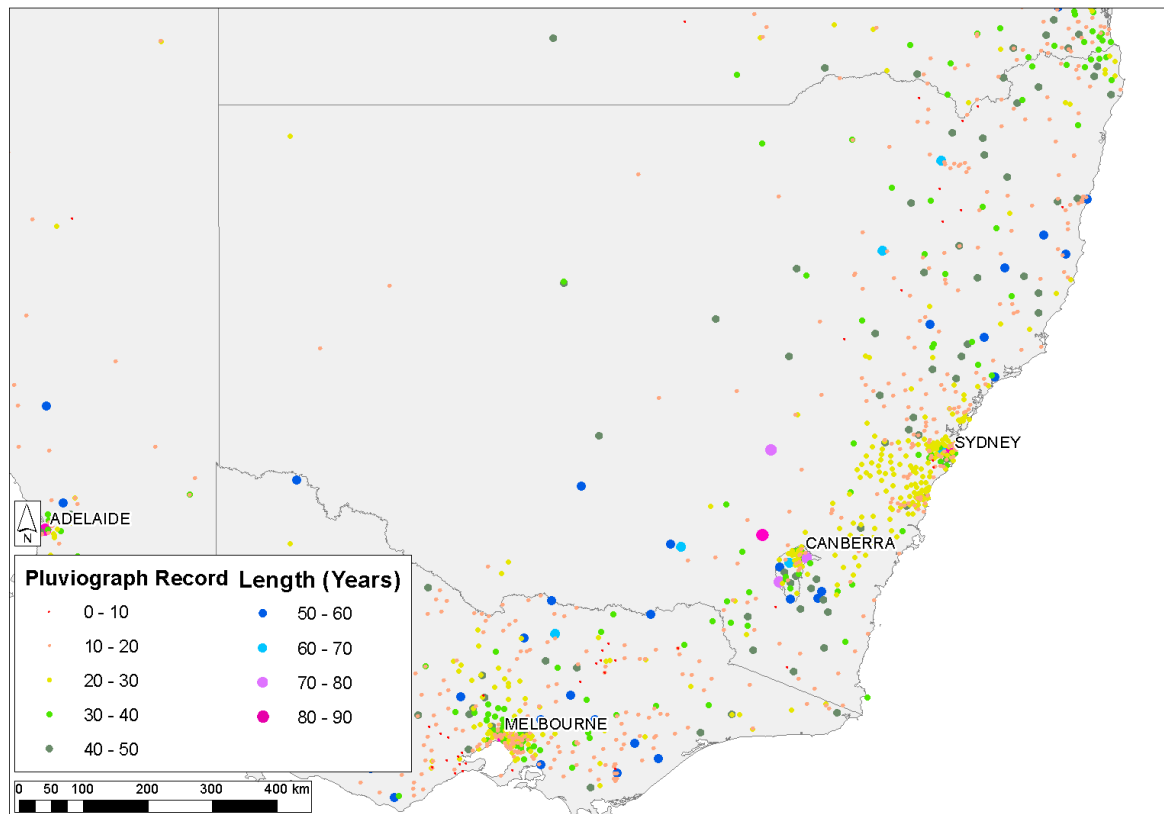 SYDNEY
ADELAIDE
N
CANBERRA
Pluviograph Record Length (Years)
0 - 10 50 - 60
10 - 20 60 - 70
20 - 30 70 - 80
30 - 40 80 - 90
40 - 50
MELBOURNE
0 50 100 200 300 400 km